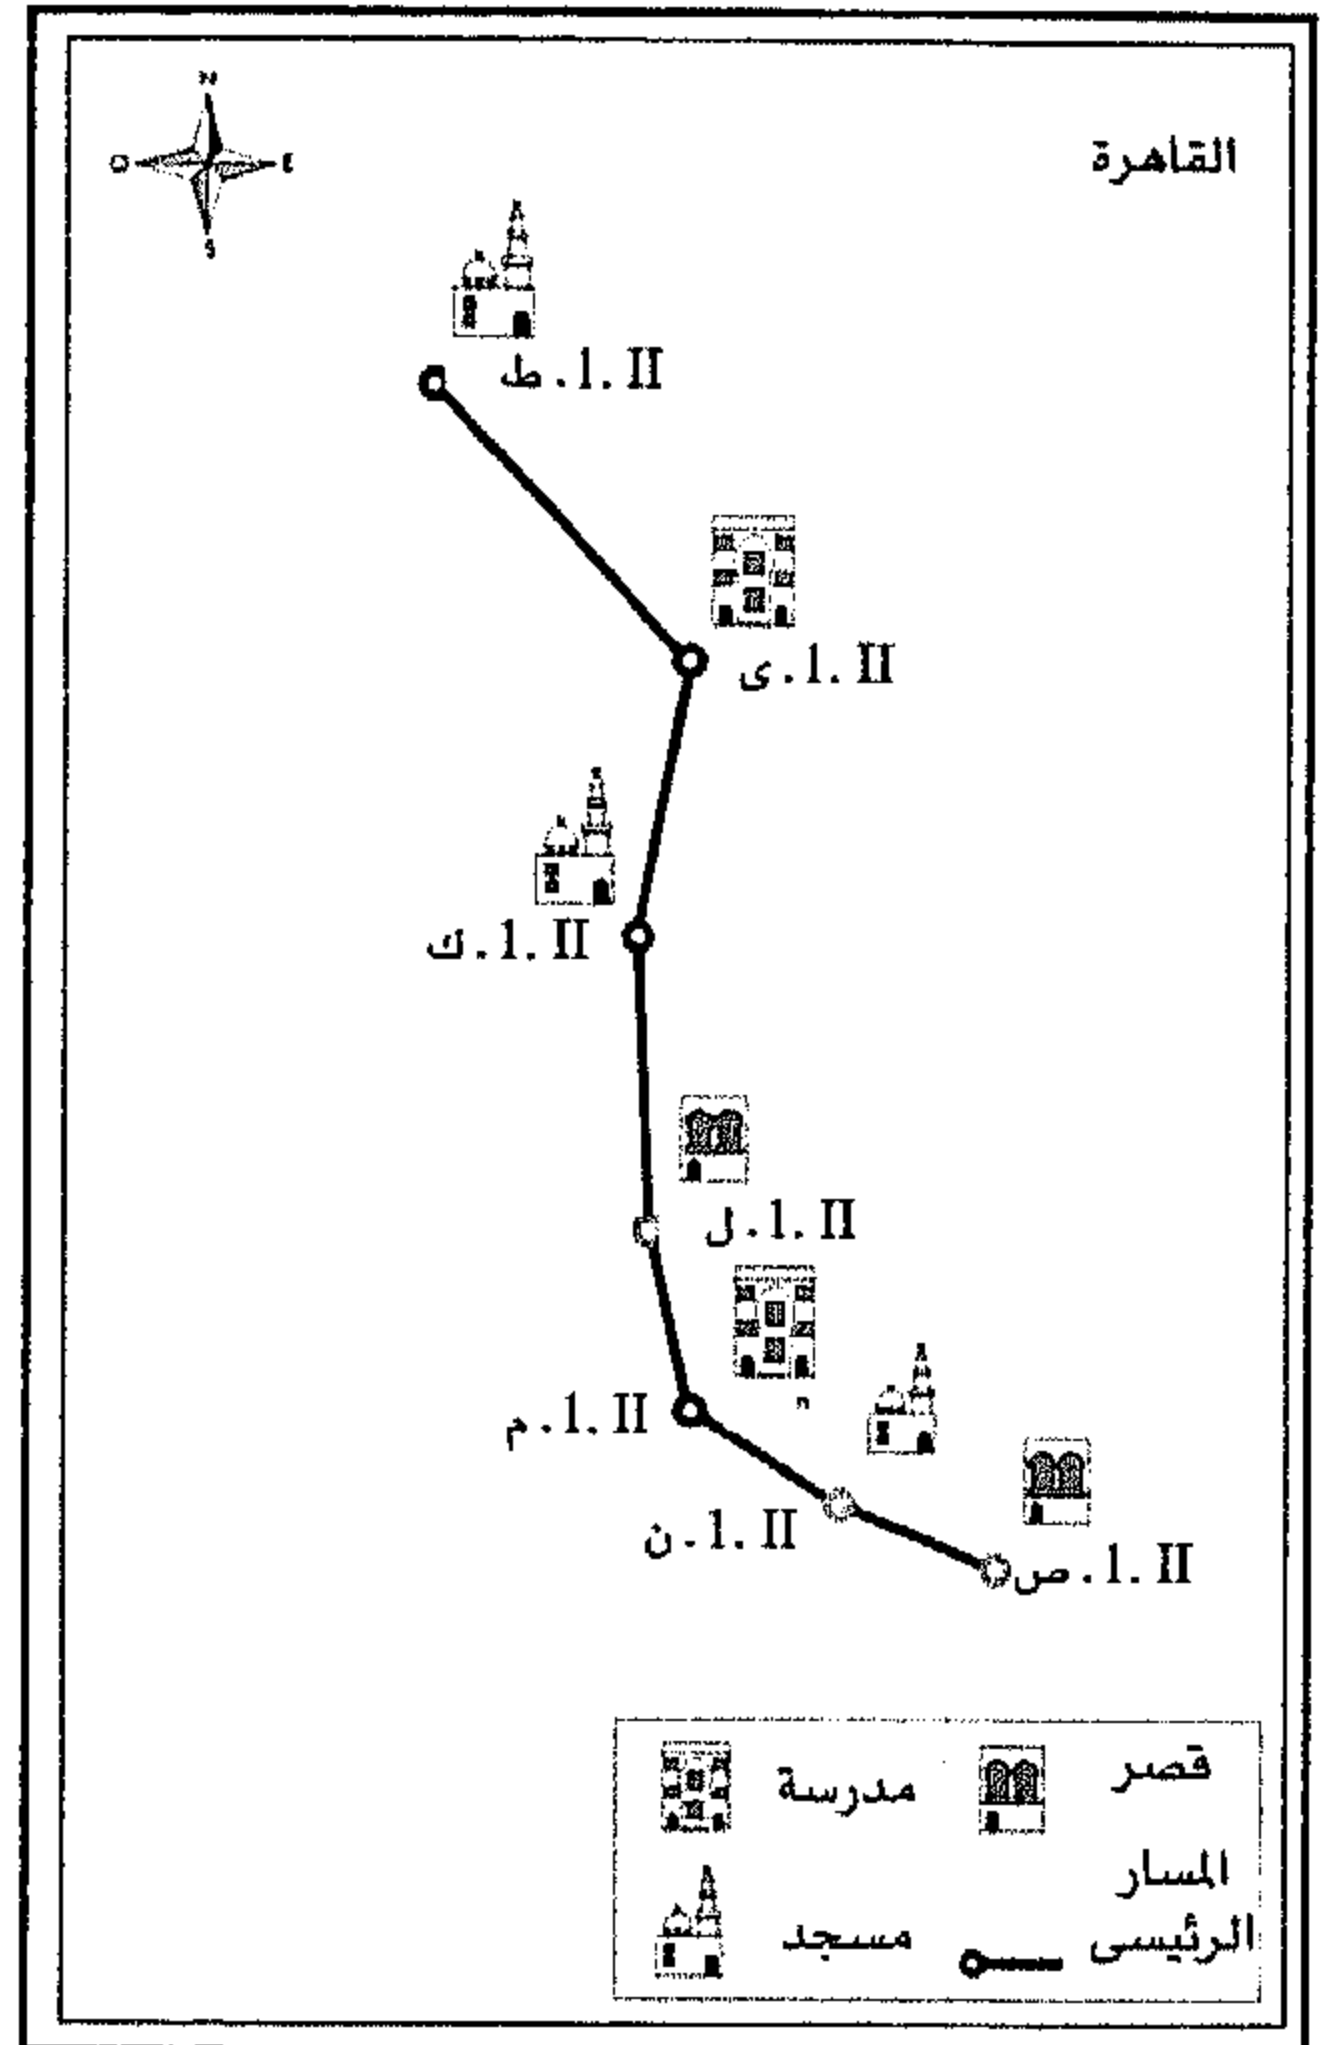 N
O E
S
القاهرة
II .1. ط
II .1. ى
II .1. ك
II .1. ل
II .1. م
II .1. ن
II .1. ص
قصر
مدرسة
المسار
الرئيسى
مسجد